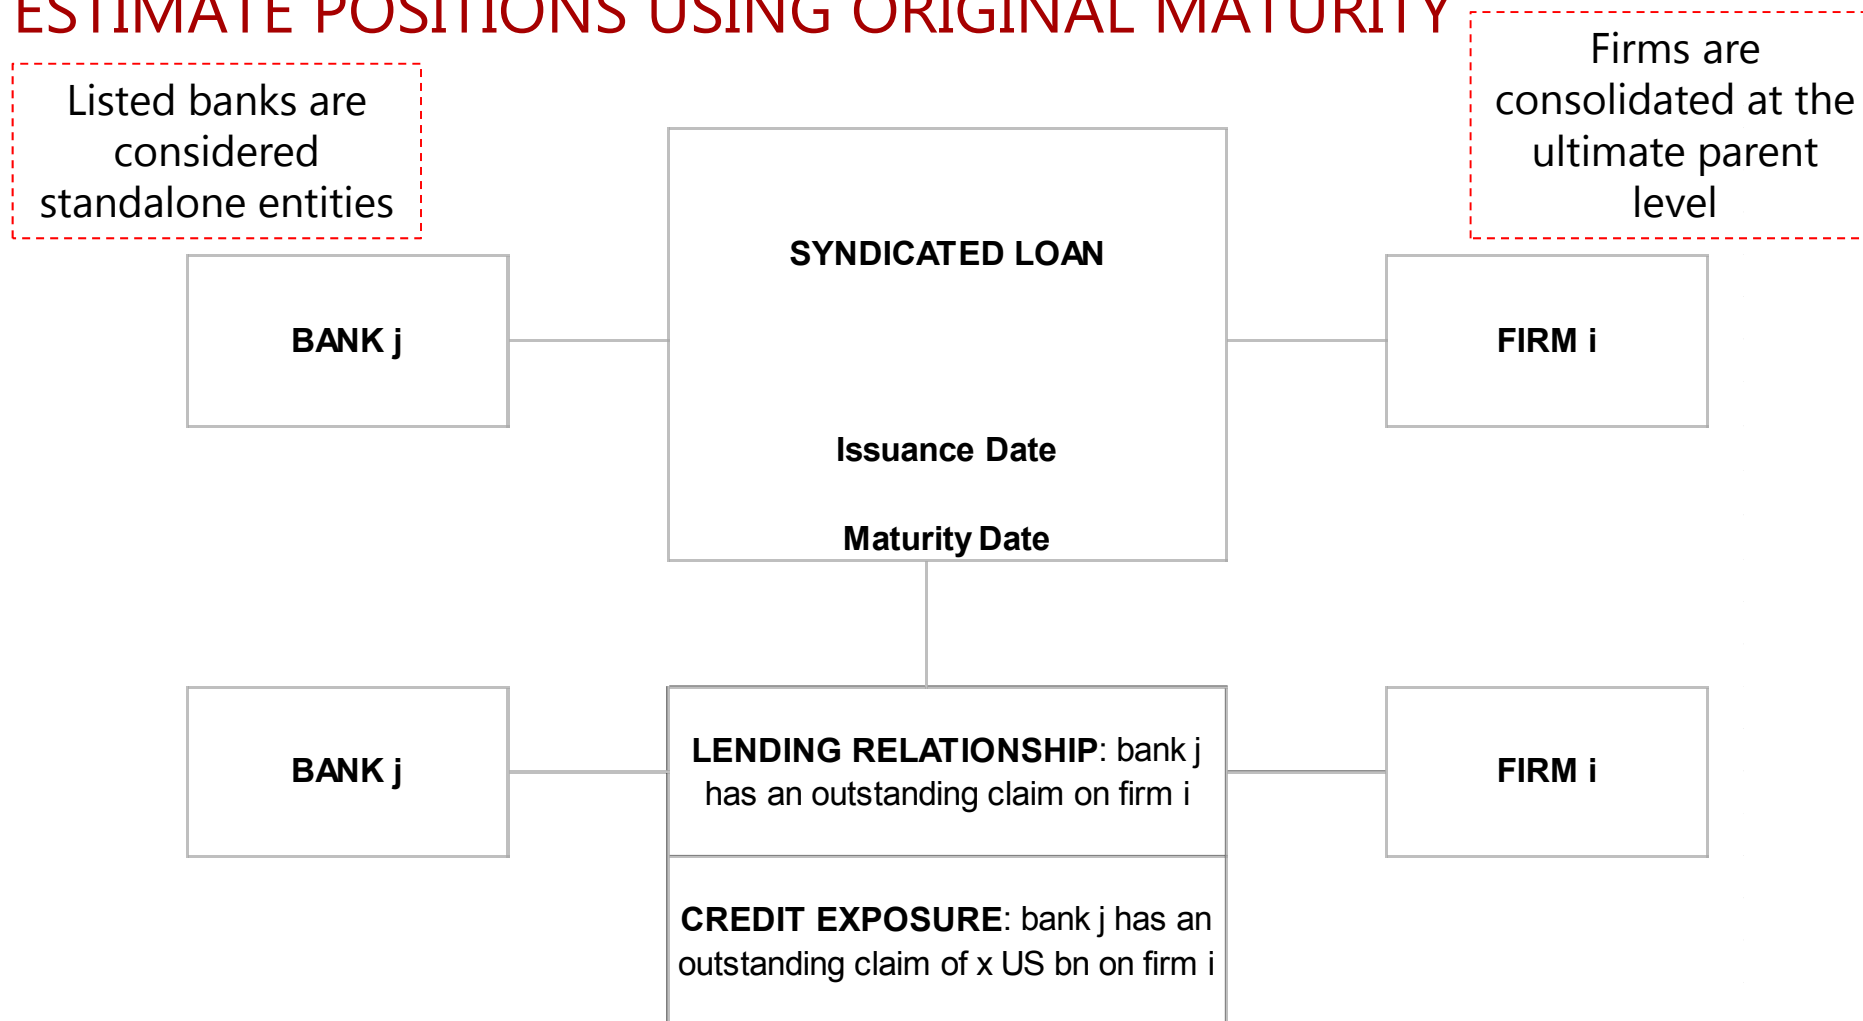 ESTIMATE POSITIONS USING ORIGINAL MATURITY
Listed banks are
considered
standalone entities
Firms are
consolidated at the
ultimate parent
level
SYNDICATED LOAN
BANK j
FIRM i
Issuance Date
Maturity Date
BANK j
LENDING RELATIONSHIP: bank j
has an outstanding claim on firm i
FIRM i
CREDIT EXPOSURE: bank j has an
outstanding claim of x US bn on firm i